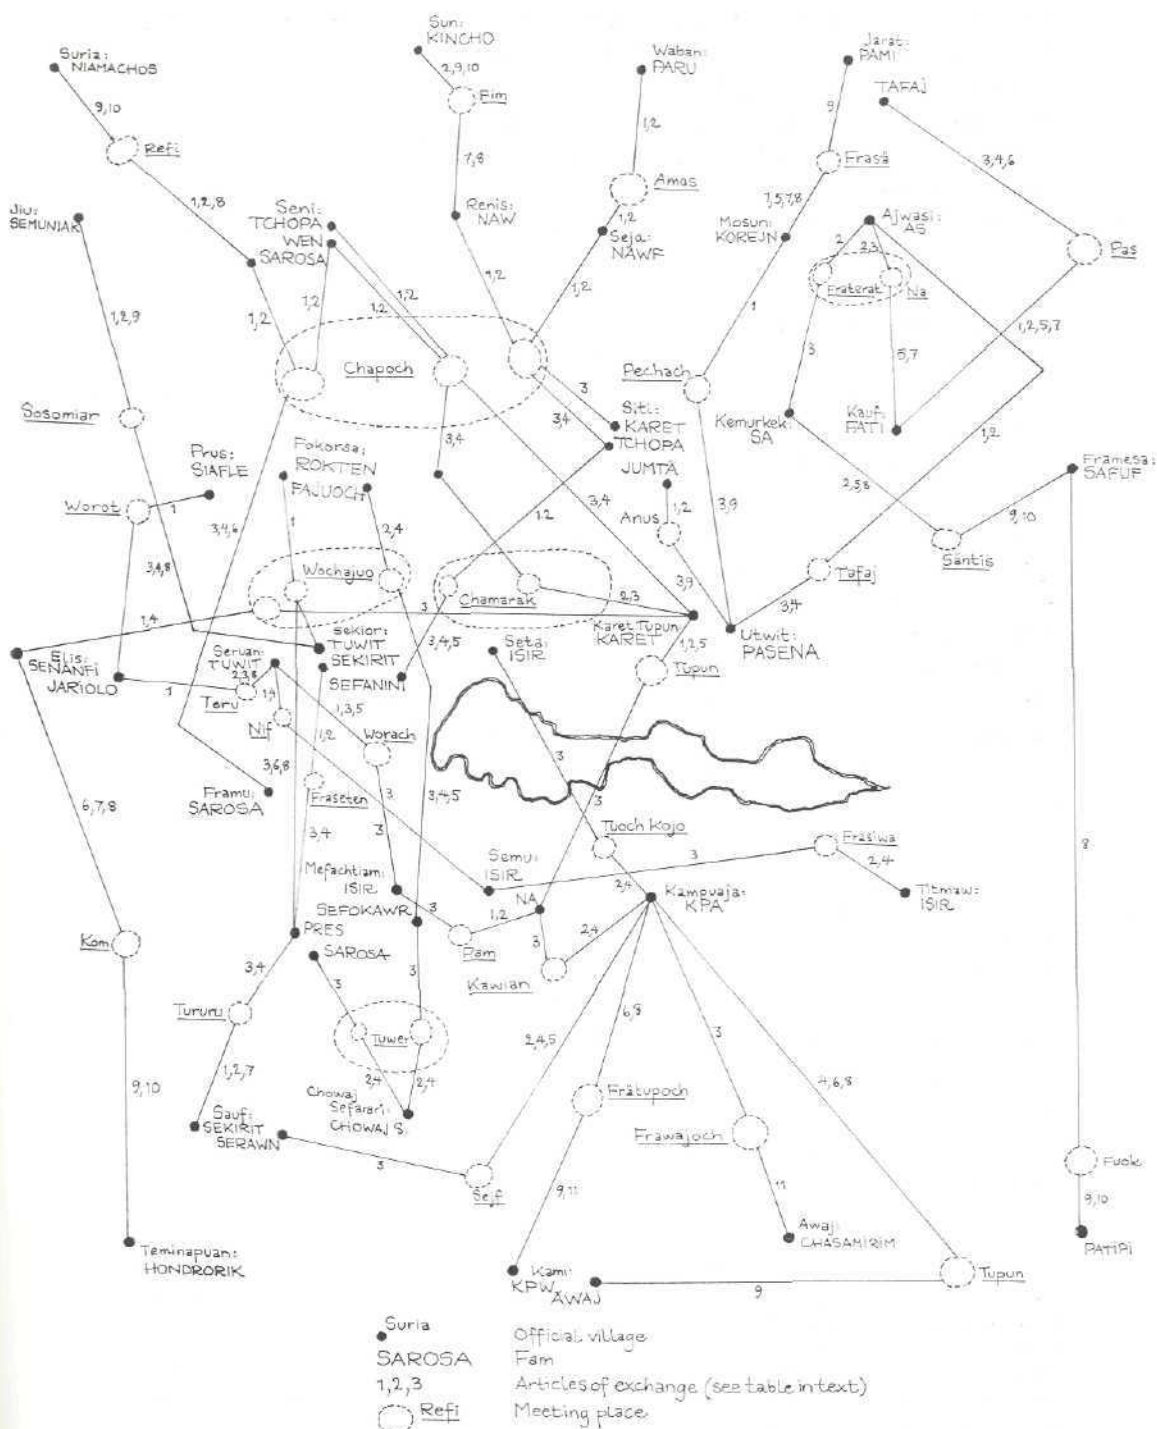 Sun:
KINCHO
Suria:
NIAMACHOS
Waban:
PARU
Jarat:
PAMI
TAFAJ
2,9,10
9,10
Fim
1,2
9
Refi
7,8
Amos
Frasa
3,4,6
1,2,8
Jiu:
SEMUNIAK
Seni:
TCHOPA
WEN
SAROSA
Renis:
NAW
1,2
Seja:
NAWF
1,5,7,8
Mosun:
KOREJN
Ajwasi:
AS
2
2,3
Pas
Fraterat
Na
1,2
1,2
1,2
1,2
1,2
1,2
1,2,9
1
1,2,5,7
3
5,7
Chapoch
Pechach
3
3,4
Siti:
KARET
TCHOPA
JUMTA
Kemurkek:
SA
Kauf:
FATI
Sosomiar
Prus:
SIAFLE
Fokorsa:
ROKTEN
FAJUOCH
3,4
1,2
Framesa:
SAFUF
Worot
1
3,4,6
1
2,4
1,2
3,4
1,2
Anus
3,9
2,5,8
9,10
Säntis
3,4,8
Wochajuo
Chamarak
2,3
3,9
Tafaj
3,4
1,4
3
3,4,5
Karet Tupun:
KARET
Utwit:
PASENA
Elis:
SENANFI
JARIOLO
Seruan:
TUWIT
Sekior:
TUWIT
SEKIRIT
SEFANINI
Seta:
ISIR
1,2,5
Tupun
1
2,3,8
Teru
1,4
1,3,5
Nif
1,2
Worach
3
3,6,8
Framu:
SAROSA
Fraseten
3
3,4,5
3
6,7,8
3,4
Tuoch Kojo
Frasiwa
8
Mefachtiam:
ISIR
Semu:
ISIR
3
2,4
SEFOKAWR
3
NA
2,4
Kampuaja:
KPA
Titmaw:
ISIR
1,2
PRES
Pam
3
2,4
Kom
SAROSA
Kawian
3,4
3
3
Tururu
Tuwer
2,4,5
6,8
3
4,6,8
9,10
1,2,7
2,4
2,4
Sauf:
SEKIRIT
SERAWN
Chowaj
Sefarari:
CHOWAJ S.
Frätupoch
Frawajoch
3
Sejf
Fuok
9,11
11
9,10
Teminapuan:
HONDRORIK
Awaj:
CHASAMIRIM
PATIPI
Kami:
KPW
AWAJ
9
Tupun
Suria
Official village
SAROSA
Fam
1,2,3
Articles of exchange (see table in text)
Refi
Meeting place